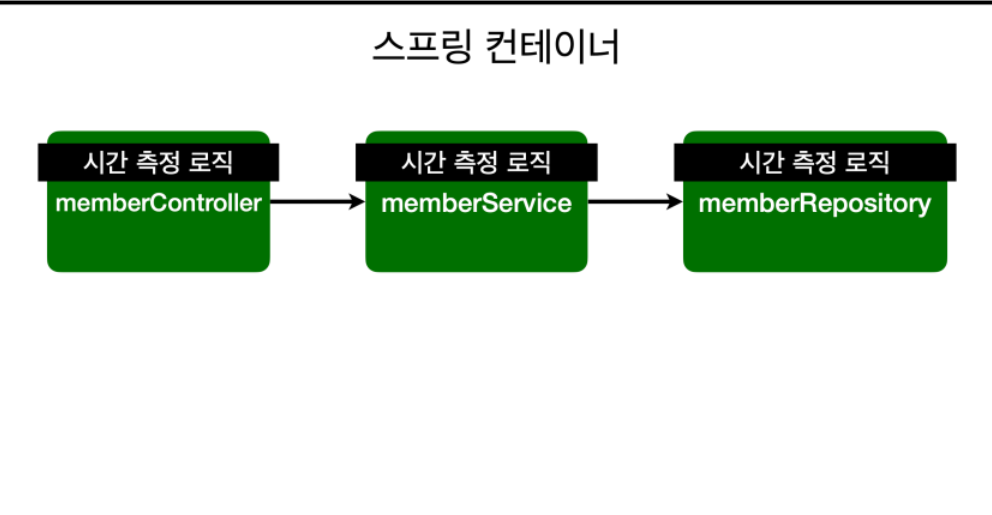 스프링 컨테이너
시간 측정 로직
memberController
시간 측정 로직
memberService
시간 측정 로직
memberRepository